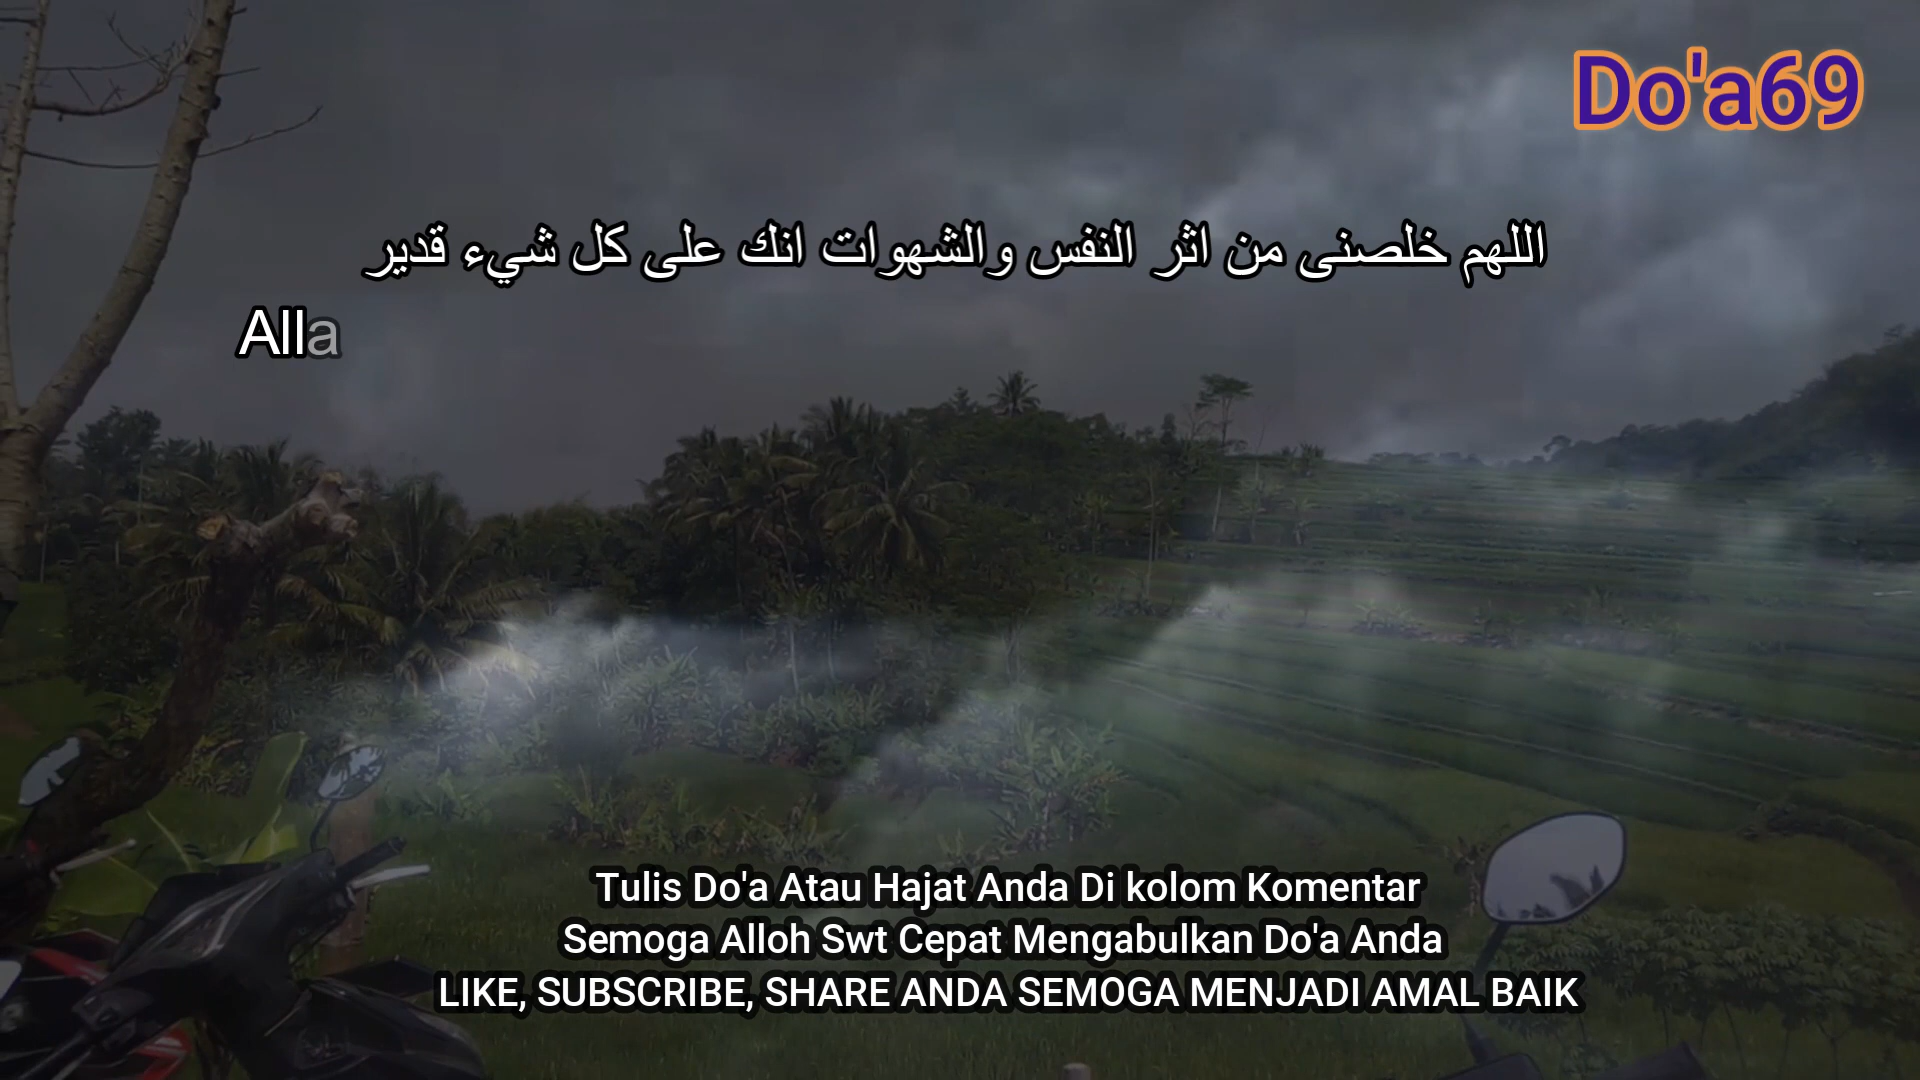 Do'a69
اللهم خلصنى من اثر النفس والشهوات انك على كل شيء قدير
Alla
Tulis Do'a Atau Hajat Anda Di kolom Komentar
Semoga Alloh Swt Cepat Mengabulkan Do'a Anda
LIKE, SUBSCRIBE, SHARE ANDA SEMOGA MENJADI AMAL BAIK